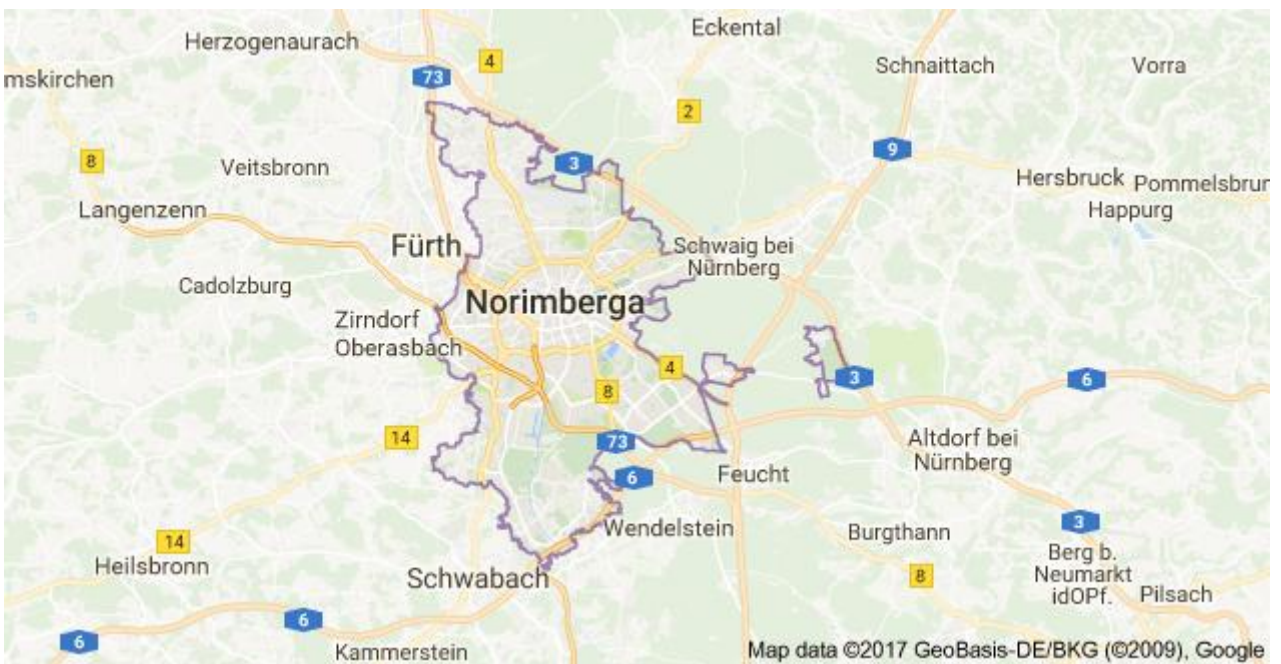 Eckental
Herzogenaurach
4
Schnaittach
Vorra
73
mskirchen
2
9
8
3
Veitsbronn
Hersbruck
Pommelsbrun
Langenzenn
Happurg
Fürth
Schwaig bei
Nürnberg
Cadolzburg
Norimberga
Zirndorf
Oberasbach
4
3
6
8
14
73
Altdorf bei
Nürnberg
6
Feucht
Wendelstein
3
Burgthann
14
Berg b.
Neumarkt
idOPf.
Heilsbronn
Schwabach
8
Pilsach
6
6
Kammerstein
Map data ©2017 GeoBasis-DE/BKG (©2009), Google